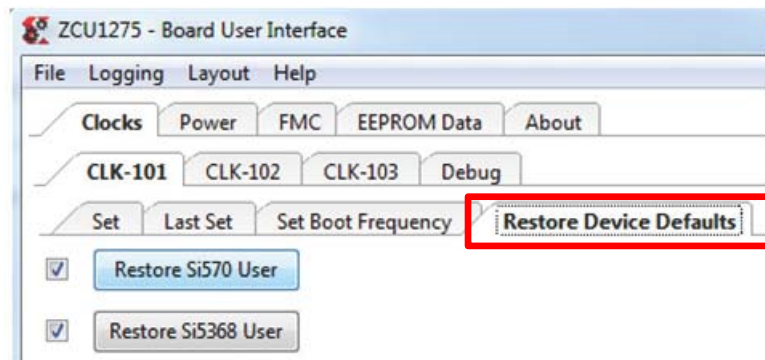 ZCU1275 - Board User Interface
File Logging Layout Help
Clocks Power FMC EEPROM Data About
CLK-101 CLK-102 CLK-103 Debug
Set Last Set Set Boot Frequency Restore Device Defaults
Restore Si570 User
Restore Si5368 User